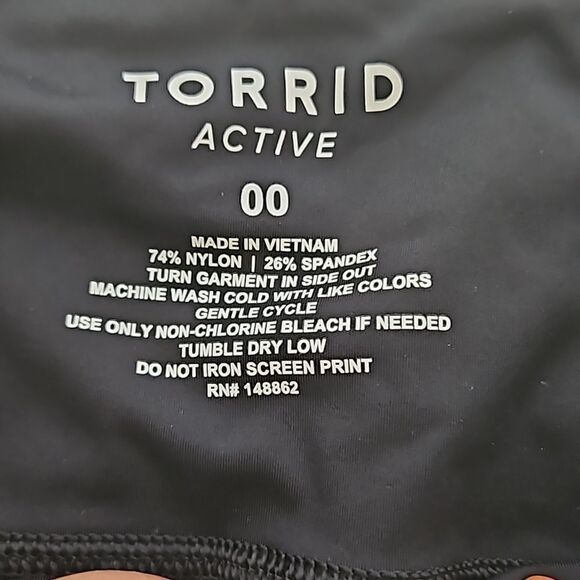 TORRID
ACTIVE
00
MADE IN VIETNAM
74% NYLON | 26% SPANDEX
TURN GARMENT IN SIDE OUT
MACHINE WASH COLD WITH LIKE COLORS
GENTLE CYCLE
USE ONLY NON-CHLORINE BLEACH IF NEEDED
TUMBLE DRY LOW
DO NOT IRON SCREEN PRINT
RN# 148862